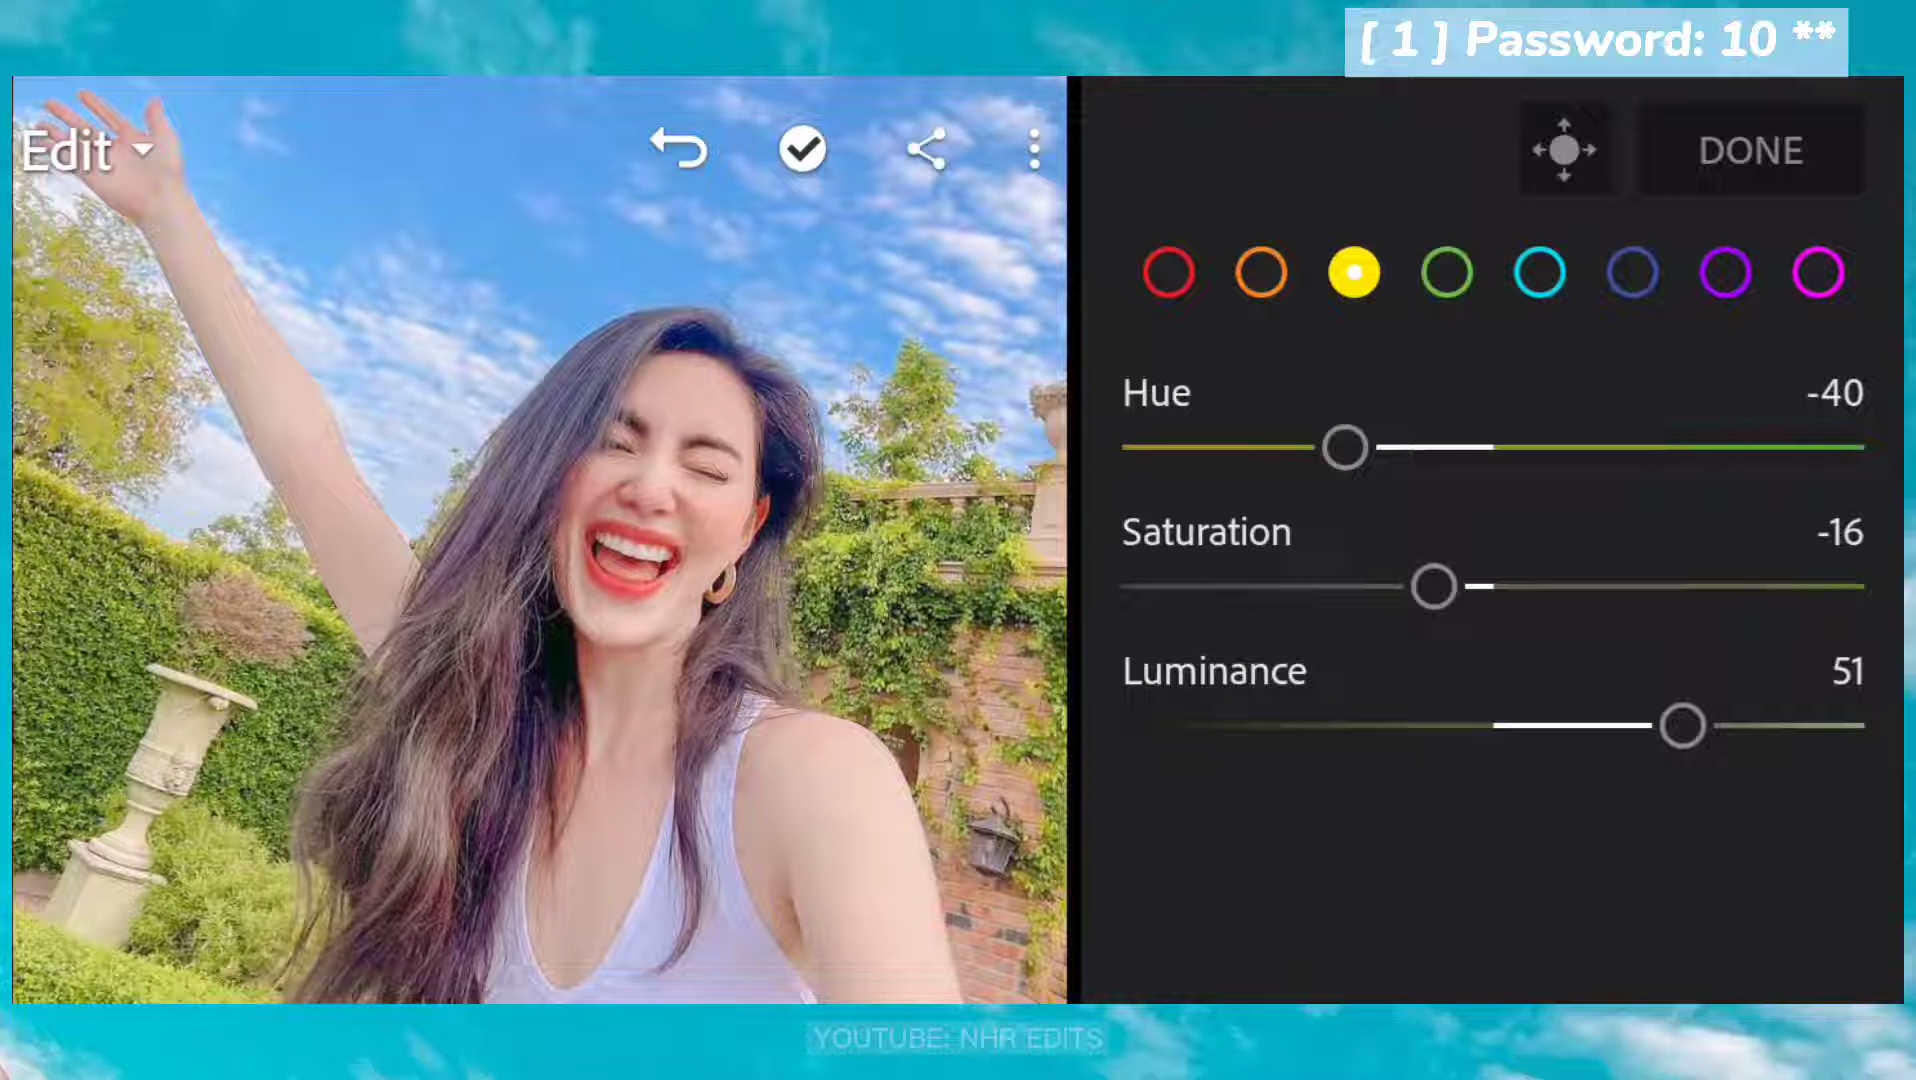 [ 1 ] Password: 10 **
Edit
DONE
Hue -40
Saturation -16
Luminance 51
YOUTUBE: NHR EDITS